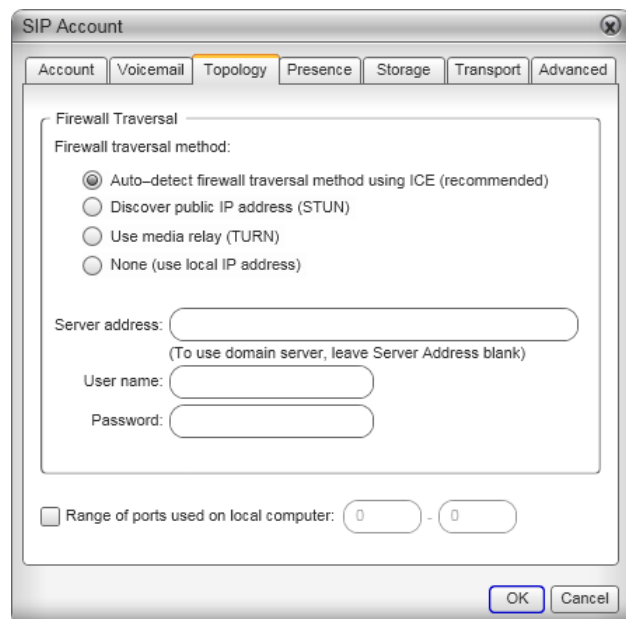 SIP Account
Account Voicemail Topology Presence Storage Transport Advanced
Firewall Traversal
Firewall traversal method:
Auto–detect firewall traversal method using ICE (recommended)
Discover public IP address (STUN)
Use media relay (TURN)
None (use local IP address)
Server address:
(To use domain server, leave Server Address blank)
User name:
Password:
Range of ports used on local computer: 0 - 0
OK Cancel